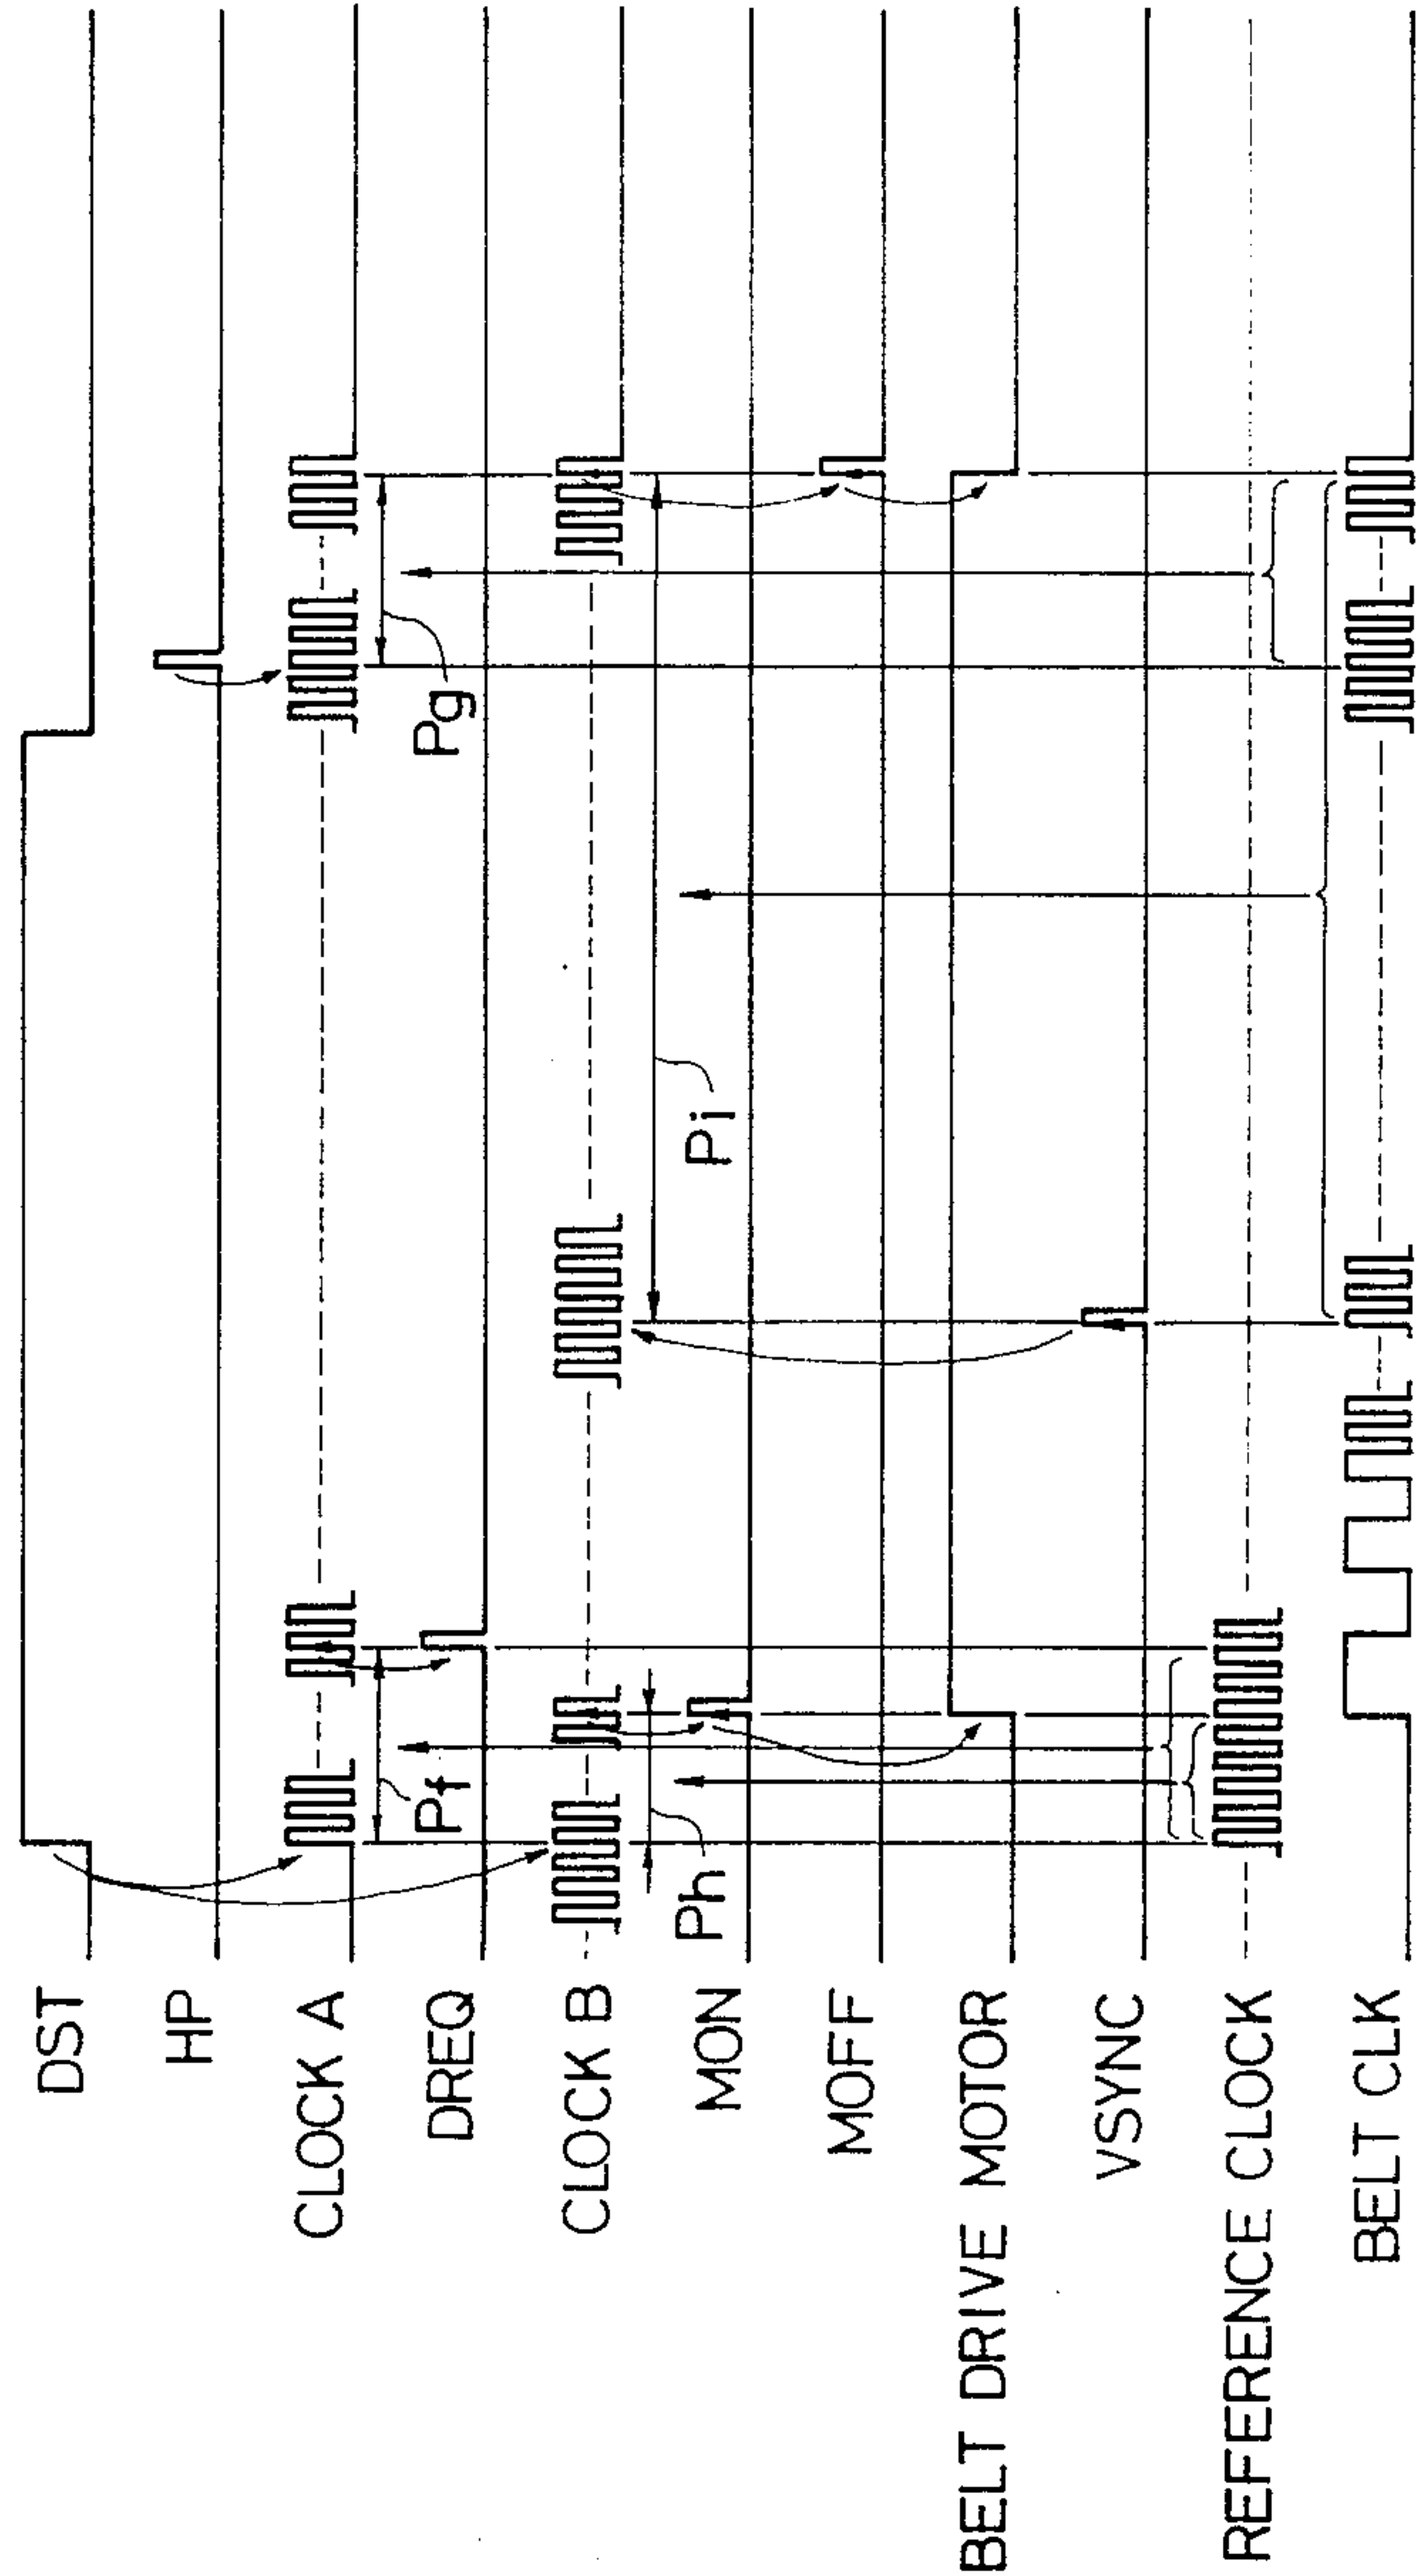 DST
HP
CLOCK A
DREQ
CLOCK B
MON
MOFF
BELT DRIVE MOTOR
VSYNC
REFERENCE CLOCK
BELT CLK
Pf
Pg
Ph
Pi